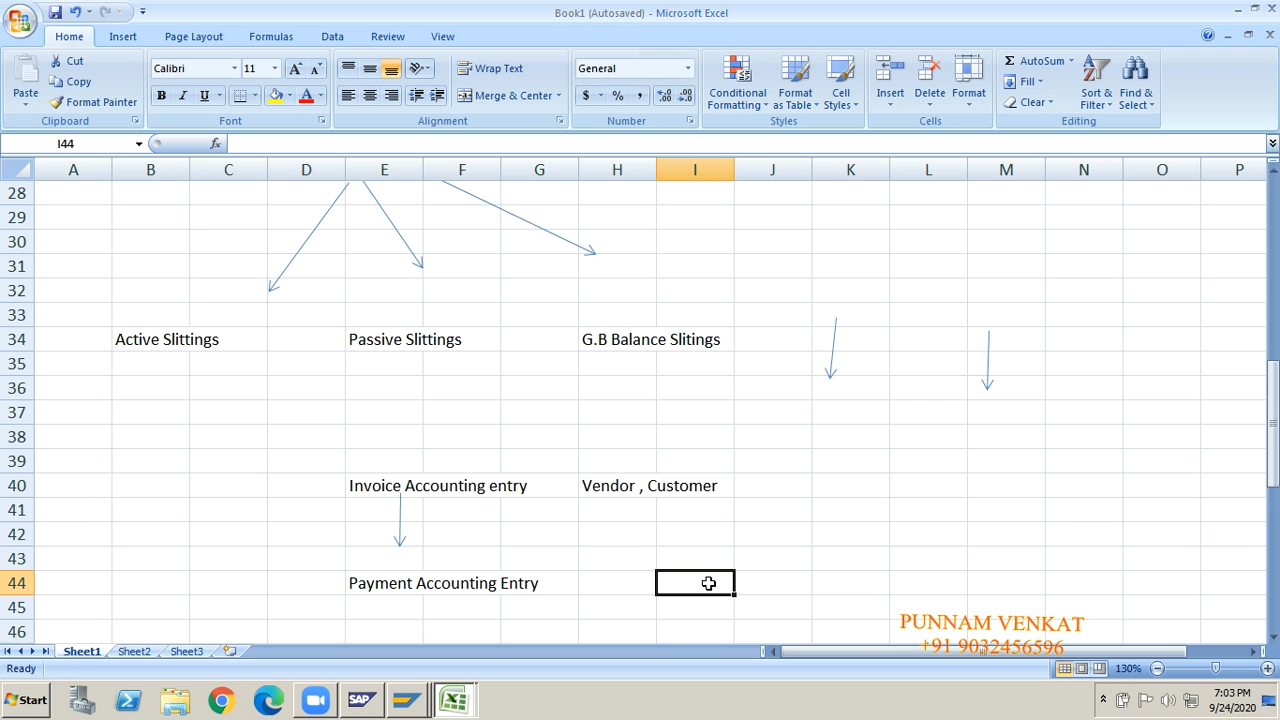 Book1 (Autosaved) - Microsoft Excel
Home Insert Page Layout Formulas Data Review View
Paste
Cut
Copy
Format Painter
Clipboard
Calibri 11
B I U
Font
Wrap Text
Merge & Center
Alignment
General
$ % ,
Number
Conditional Formatting
Format as Table
Cell Styles
Styles
Insert Delete Format
Cells
AutoSum
Fill
Clear
Sort & Filter
Find & Select
Editing
I44 fx
A B C D E F G H I J K L M N O P
28
29
30
31
32
33
34 Active Slittings Passive Slittings G.B Balance Slitings
35
36
37
38
39
40 Invoice Accounting entry Vendor , Customer
41
42
43
44 Payment Accounting Entry
45
46
PUNNAM VENKAT
+91 9032456596
Sheet1 Sheet2 Sheet3
Ready 130%
Start SAP 7:03 PM
9/24/2020